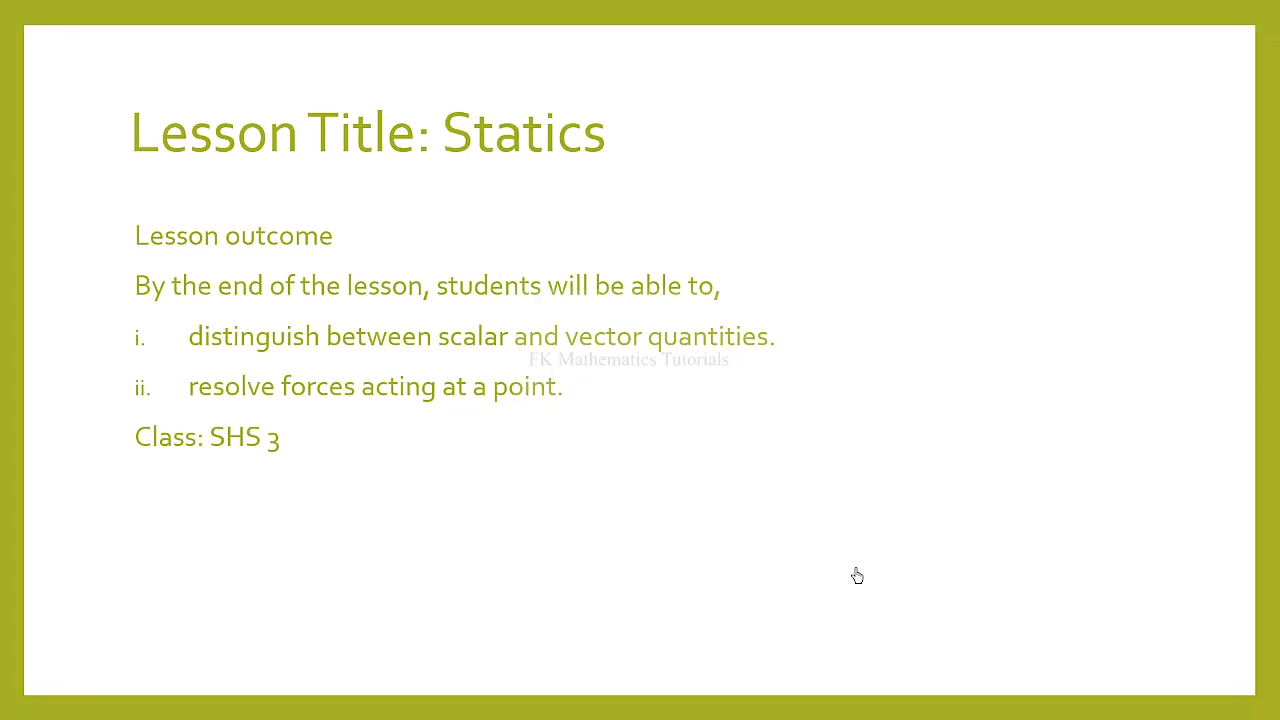 Lesson Title: Statics
Lesson outcome
By the end of the lesson, students will be able to,
i. distinguish between scalar and vector quantities.
FK Mathematics Tutorials
ii. resolve forces acting at a point.
Class: SHS 3